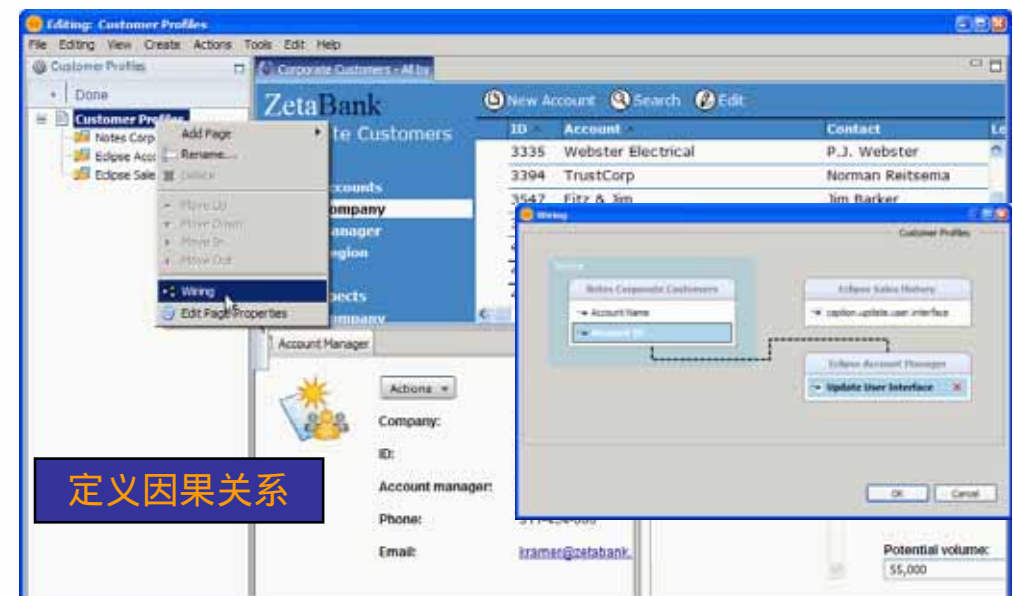 Editing: Customer Profiles
File Editing View Create Actions Tools Edit Help
Customer Profiles
Corporate Customers - All by
Done
Customer Profiles
Notes Corp
Eclipse Acco
Eclipse Sale
Add Page
Rename...
Delete
Move Up
Move Down
Move In
Move Out
Wiring
Edit Page Properties
ZetaBank
te Customers
ccounts
ompany
anager
egion
pects
ompany
New Account Search Edit
ID Account Contact Le
3335 Webster Electrical P.J. Webster
3394 TrustCorp Norman Reitsema
3547 Fitz & Jim Jim Barker
Wiring
Customer Profiles
Notes Corporate Customers
Account Name
Account ID
Eclipse Sales History
caption.update.user.interface
Eclipse Account Manager
Update User Interface
OK Cancel
Account Manager
Actions
Company:
ID:
Account manager:
Phone:
Email: kramer@zetabank.
Potential volume:
55,000
定义因果关系